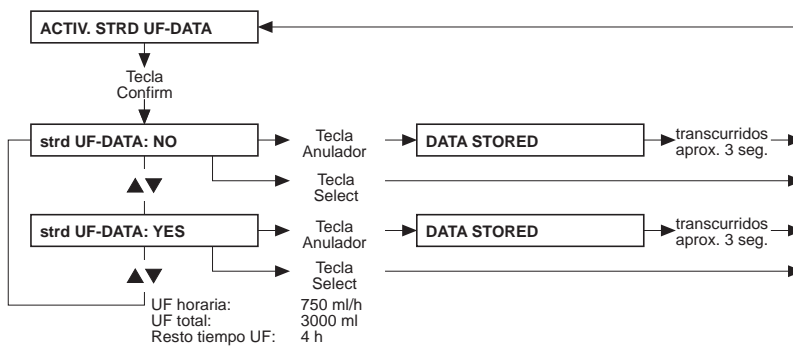 ACTIV. STRD UF-DATA
Tecla
Confirm
strd UF-DATA: NO
Tecla
Anulador
DATA STORED
transcurridos
aprox. 3 seg.
Tecla
Select
strd UF-DATA: YES
Tecla
Anulador
DATA STORED
transcurridos
aprox. 3 seg.
Tecla
Select
UF horaria: 750 ml/h
UF total: 3000 ml
Resto tiempo UF: 4 h